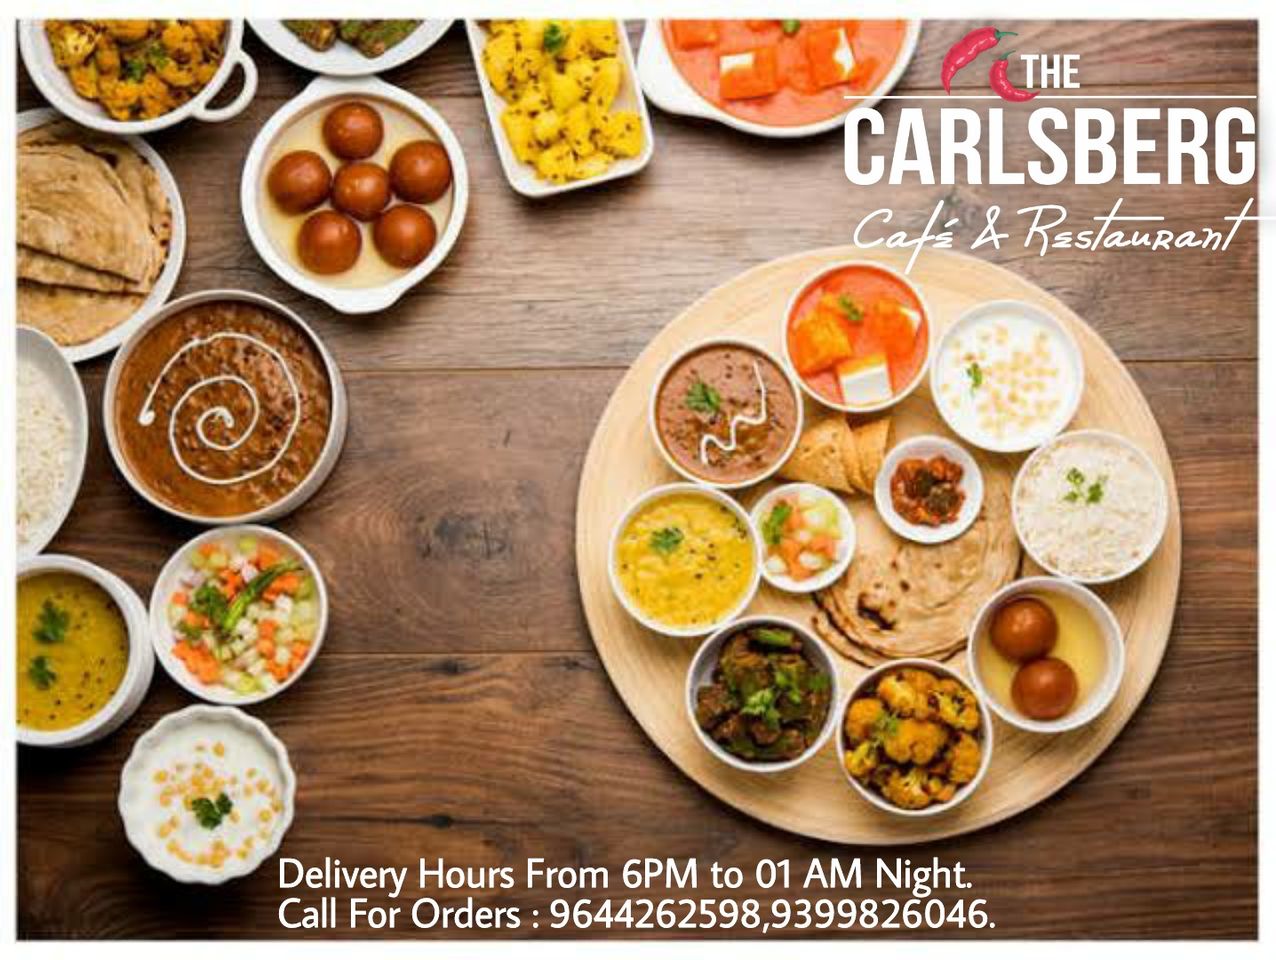 THE
CARLSBERG
Café & Restaurant
Delivery Hours From 6PM to 01 AM Night.
Call For Orders : 9644262598,9399826046.